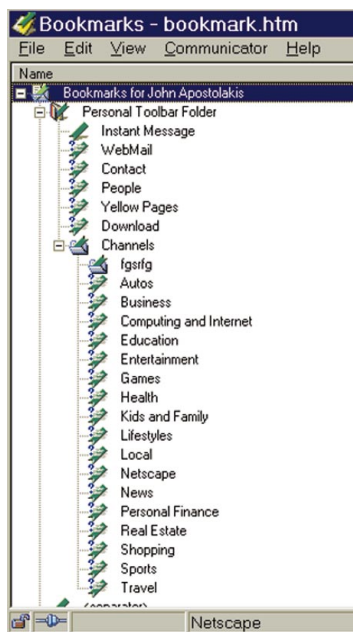 Bookmarks - bookmark.htm
File Edit View Communicator Help
Name
Bookmarks for John Apostolakis
Personal Toolbar Folder
Instant Message
WebMail
Contact
People
Yellow Pages
Download
Channels
fgsrfg
Autos
Business
Computing and Internet
Education
Entertainment
Games
Health
Kids and Family
Lifestyles
Local
Netscape
News
Personal Finance
Real Estate
Shopping
Sports
Travel
(separator)
Netscape